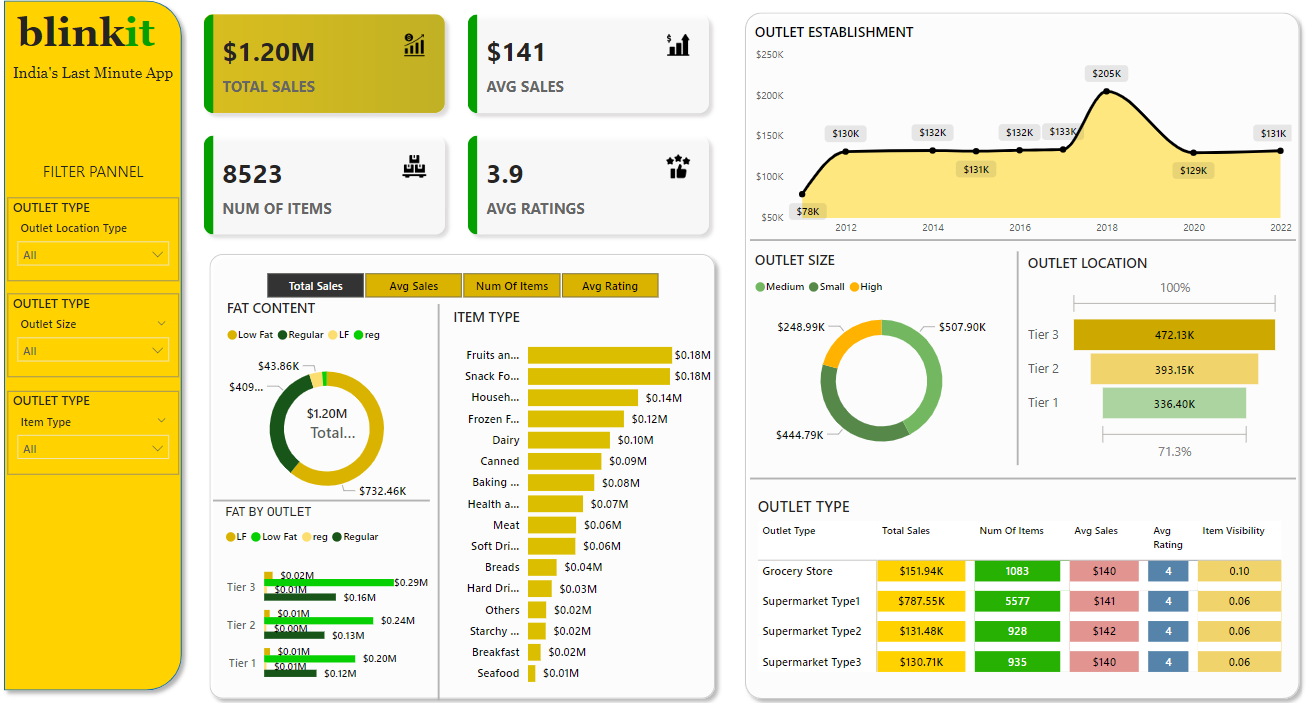 blinkit
India's Last Minute App
FILTER PANNEL
OUTLET TYPE
Outlet Location Type
All
OUTLET TYPE
Outlet Size
All
OUTLET TYPE
Item Type
All
$1.20M
TOTAL SALES
$141
AVG SALES
8523
NUM OF ITEMS
3.9
AVG RATINGS
Total Sales Avg Sales Num Of Items Avg Rating
FAT CONTENT
Low Fat Regular LF reg
$43.86K
$409...
$1.20M
Total...
$732.46K
FAT BY OUTLET
LF Low Fat reg Regular
Tier 3
$0.02M
$0.29M
$0.01M
$0.16M
Tier 2
$0.01M
$0.24M
$0.00M
$0.13M
Tier 1
$0.01M
$0.20M
$0.01M
$0.12M
ITEM TYPE
Fruits an... $0.18M
Snack Fo... $0.18M
Househ... $0.14M
Frozen F... $0.12M
Dairy $0.10M
Canned $0.09M
Baking ... $0.08M
Health a... $0.07M
Meat $0.06M
Soft Dri... $0.06M
Breads $0.04M
Hard Dri... $0.03M
Others $0.02M
Starchy ... $0.02M
Breakfast $0.02M
Seafood $0.01M
OUTLET ESTABLISHMENT
$250K
$200K
$150K
$100K
$50K
$78K
$130K
$132K
$131K
$132K
$133K
$205K
$129K
$131K
2012 2014 2016 2018 2020 2022
OUTLET SIZE
Medium Small High
$248.99K
$507.90K
$444.79K
OUTLET LOCATION
100%
Tier 3 472.13K
Tier 2 393.15K
Tier 1 336.40K
71.3%
OUTLET TYPE
Outlet Type Total Sales Num Of Items Avg Sales Avg Rating Item Visibility
Grocery Store $151.94K 1083 $140 4 0.10
Supermarket Type1 $787.55K 5577 $141 4 0.06
Supermarket Type2 $131.48K 928 $142 4 0.06
Supermarket Type3 $130.71K 935 $140 4 0.06